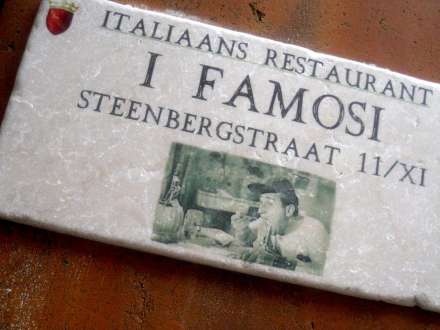 ITALIAANS RESTAURANT
I FAMOSI
STEENBERGSTRAAT 11/XI